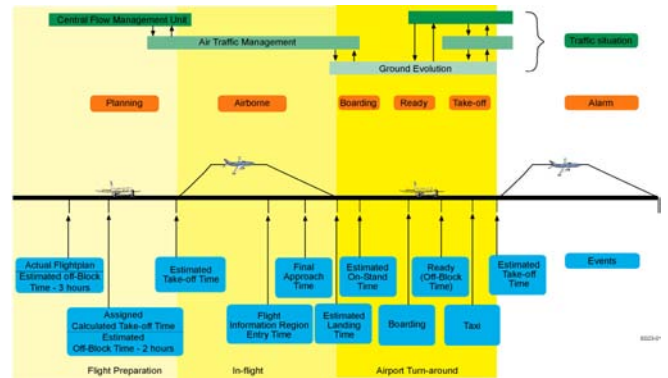 Central Flow Management Unit
Air Traffic Management
Traffic situation
Ground Evolution
Planning
Airborne
Boarding
Ready
Take-off
Alarm
Actual Flightplan
Estimated off-Block
Time - 3 hours
Estimated
Take-off Time
Final
Approach
Time
Estimated
On-Stand
Time
Ready
(Off-Block
Time)
Estimated
Take-off
Time
Events
Assigned
Calculated Take-off Time
Estimated
Off-Block Time - 2 hours
Flight
Information Region
Entry Time
Estimated
Landing
Time
Boarding
Taxi
Flight Preparation
In-flight
Airport Turn-around